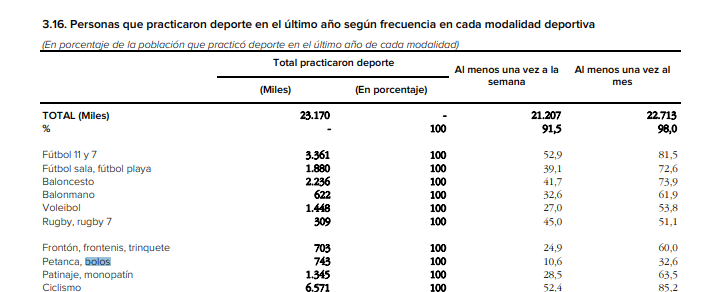 3.16. Personas que practicaron deporte en el último año según frecuencia en cada modalidad deportiva
(En porcentaje de la población que practicó deporte en el último año de cada modalidad)
Total practicaron deporte Al menos una vez a la semana Al menos una vez al mes
(Miles) (En porcentaje)
TOTAL (Miles) 23.170 - 21.207 22.713
% - 100 91,5 98,0
Fútbol 11 y 7 3.361 100 52,9 81,5
Fútbol sala, fútbol playa 1.880 100 39,1 72,6
Baloncesto 2.236 100 41,7 73,9
Balonmano 622 100 32,6 61,9
Voleibol 1.448 100 27,0 53,8
Rugby, rugby 7 309 100 45,0 51,1
Frontón, frontenis, trinquete 703 100 24,9 60,0
Petanca, bolos 743 100 10,6 32,6
Patinaje, monopatín 1.345 100 28,5 63,5
Ciclismo 6.571 100 52,4 85,2